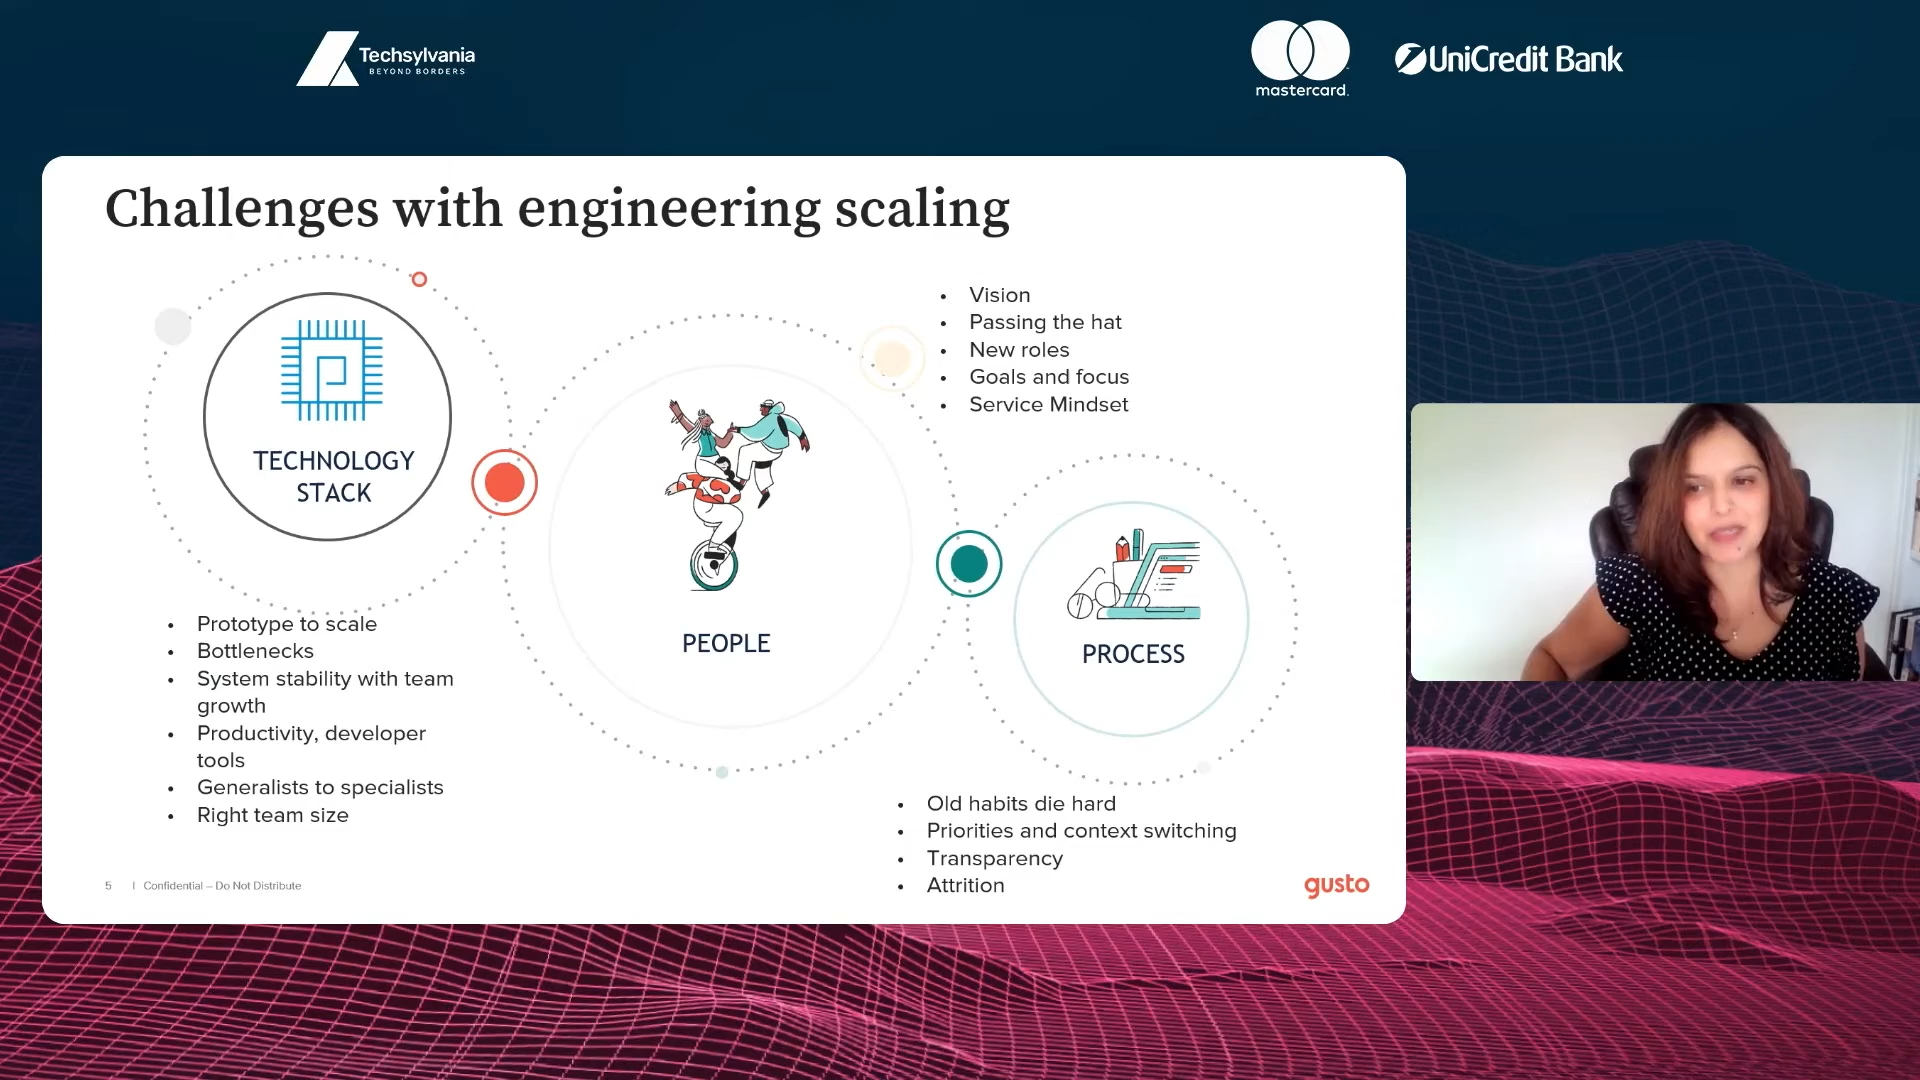 Techsylvania
BEYOND BORDERS
mastercard.
UniCredit Bank
Challenges with engineering scaling
TECHNOLOGY
STACK
• Prototype to scale
• Bottlenecks
• System stability with team
growth
• Productivity, developer
tools
• Generalists to specialists
• Right team size
PEOPLE
• Vision
• Passing the hat
• New roles
• Goals and focus
• Service Mindset
PROCESS
• Old habits die hard
• Priorities and context switching
• Transparency
• Attrition
5 | Confidential – Do Not Distribute
gusto